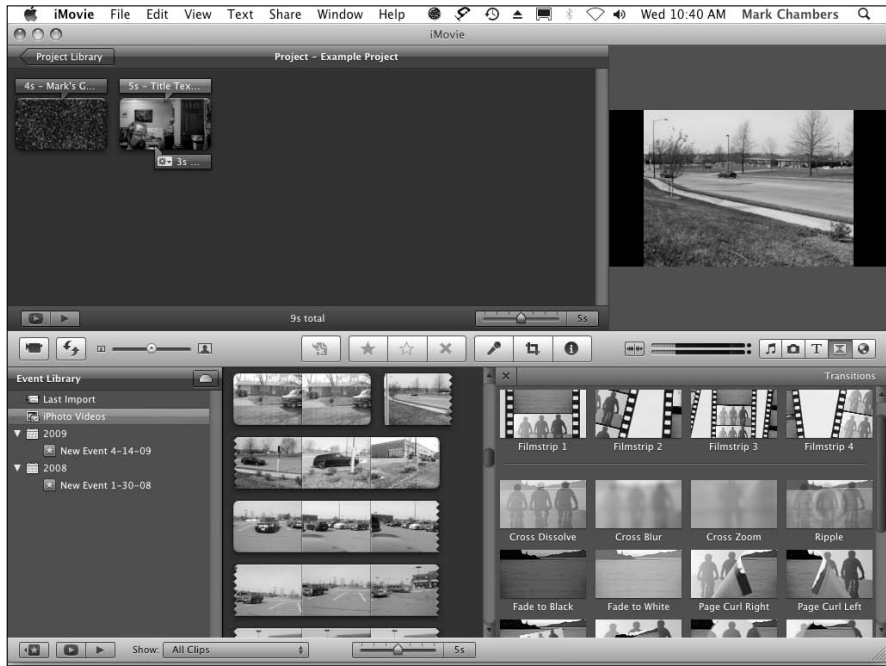 iMovie File Edit View Text Share Window Help Wed 10:40 AM Mark Chambers
iMovie
Project Library
Project – Example Project
4s – Mark's G...
5s – Title Tex...
3s ...
9s total
5s
T
Event Library
Transitions
Last Import
iPhoto Videos
2009
New Event 4-14-09
2008
New Event 1-30-08
Filmstrip 1 Filmstrip 2 Filmstrip 3 Filmstrip 4
Cross Dissolve Cross Blur Cross Zoom Ripple
Fade to Black Fade to White Page Curl Right Page Curl Left
Show: All Clips
5s